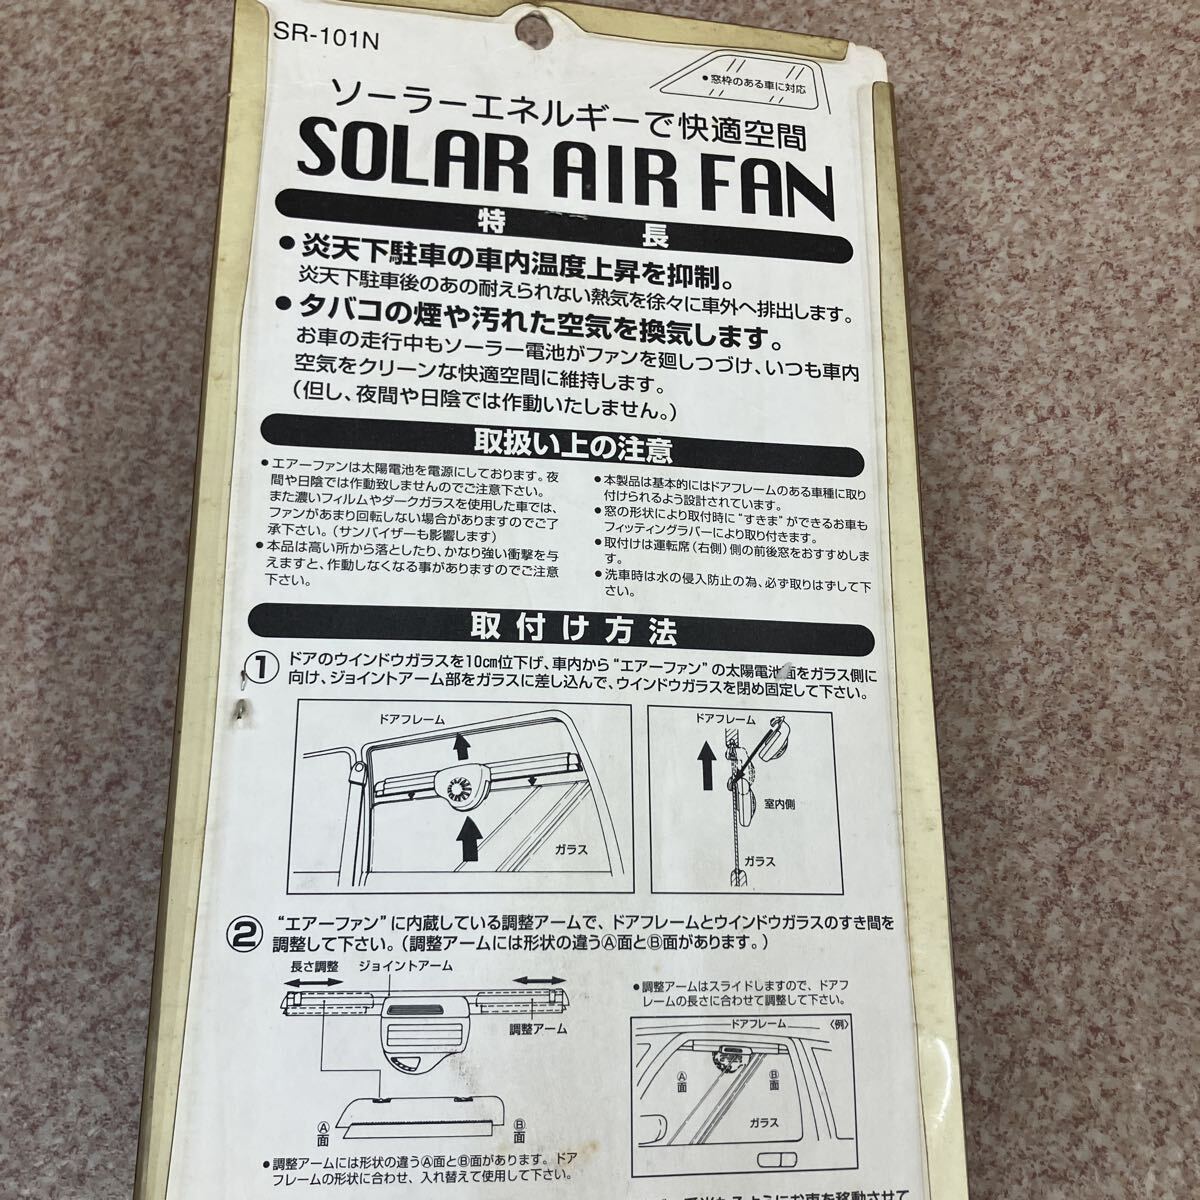 SR-101N
•窓枠のある車に対応
ソーラーエネルギーで快適空間
SOLAR AIR FAN
特 長
•炎天下駐車の車内温度上昇を抑制。
炎天下駐車後のあの耐えられない熱気を徐々に車外へ排出します。
•タバコの煙や汚れた空気を換気します。
お車の走行中もソーラー電池がファンを廻しつづけ、いつも車内
空気をクリーンな快適空間に維持します。
(但し、夜間や日陰では作動いたしません。)
取扱い上の注意
•エアーファンは太陽電池を電源にしております。夜
間や日陰では作動致しませんのでご注意下さい。
また濃いフィルムやダークガラスを使用した車では、
ファンがあまり回転しない場合がありますのでご了
承下さい。(サンバイザーも影響します)
•本品は高い所から落としたり、かなり強い衝撃を与
えますと、作動しなくなる事がありますのでご注意
下さい。
•本製品は基本的にはドアフレームのある車種に取り
付けられるよう設計されています。
•窓の形状により取付時に“すきま”ができるお車も
フィッティングラバーにより取り付きます。
•取付けは運転席(右側)側の前後窓をおすすめしま
す。
•洗車時は水の侵入防止の為、必ず取りはずして下
さい。
取付け方法
① ドアのウインドウガラスを10cm位下げ、車内から“エアーファン”の太陽電池面をガラス側に
向け、ジョイントアーム部をガラスに差し込んで、ウインドウガラスを閉め固定して下さい。
ドアフレーム
ガラス
ドアフレーム
室内側
ガラス
② “エアーファン”に内蔵している調整アームで、ドアフレームとウインドウガラスのすき間を
調整して下さい。(調整アームには形状の違うⒶ面とⒷ面があります。)
長さ調整
ジョイントアーム
調整アーム
Ⓐ面
Ⓑ面
•調整アームには形状の違うⒶ面とⒷ面があります。ドア
フレームの形状に合わせ、入れ替えて使用して下さい。
•調整アームはスライドしますので、ドアフ
レームの長さに合わせて調整して下さい。
ドアフレーム
〈例〉
Ⓐ面
Ⓑ面
ガラス
ようにお車を移動させて